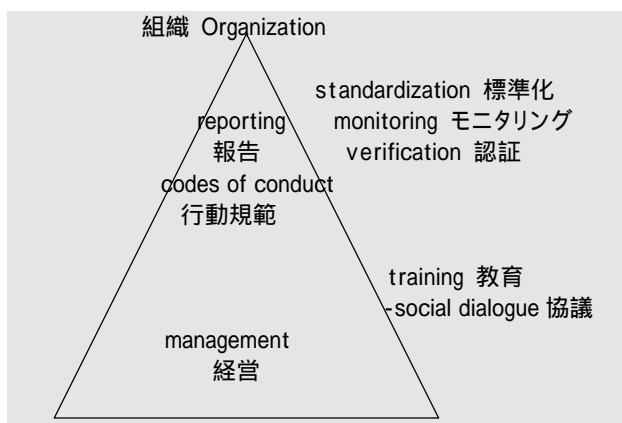 組織 Organization
standardization 標準化
reporting
monitoring モニタリング
報告
verification 認証
codes of conduct
行動規範
training 教育
-social dialogue 協議
management
経営